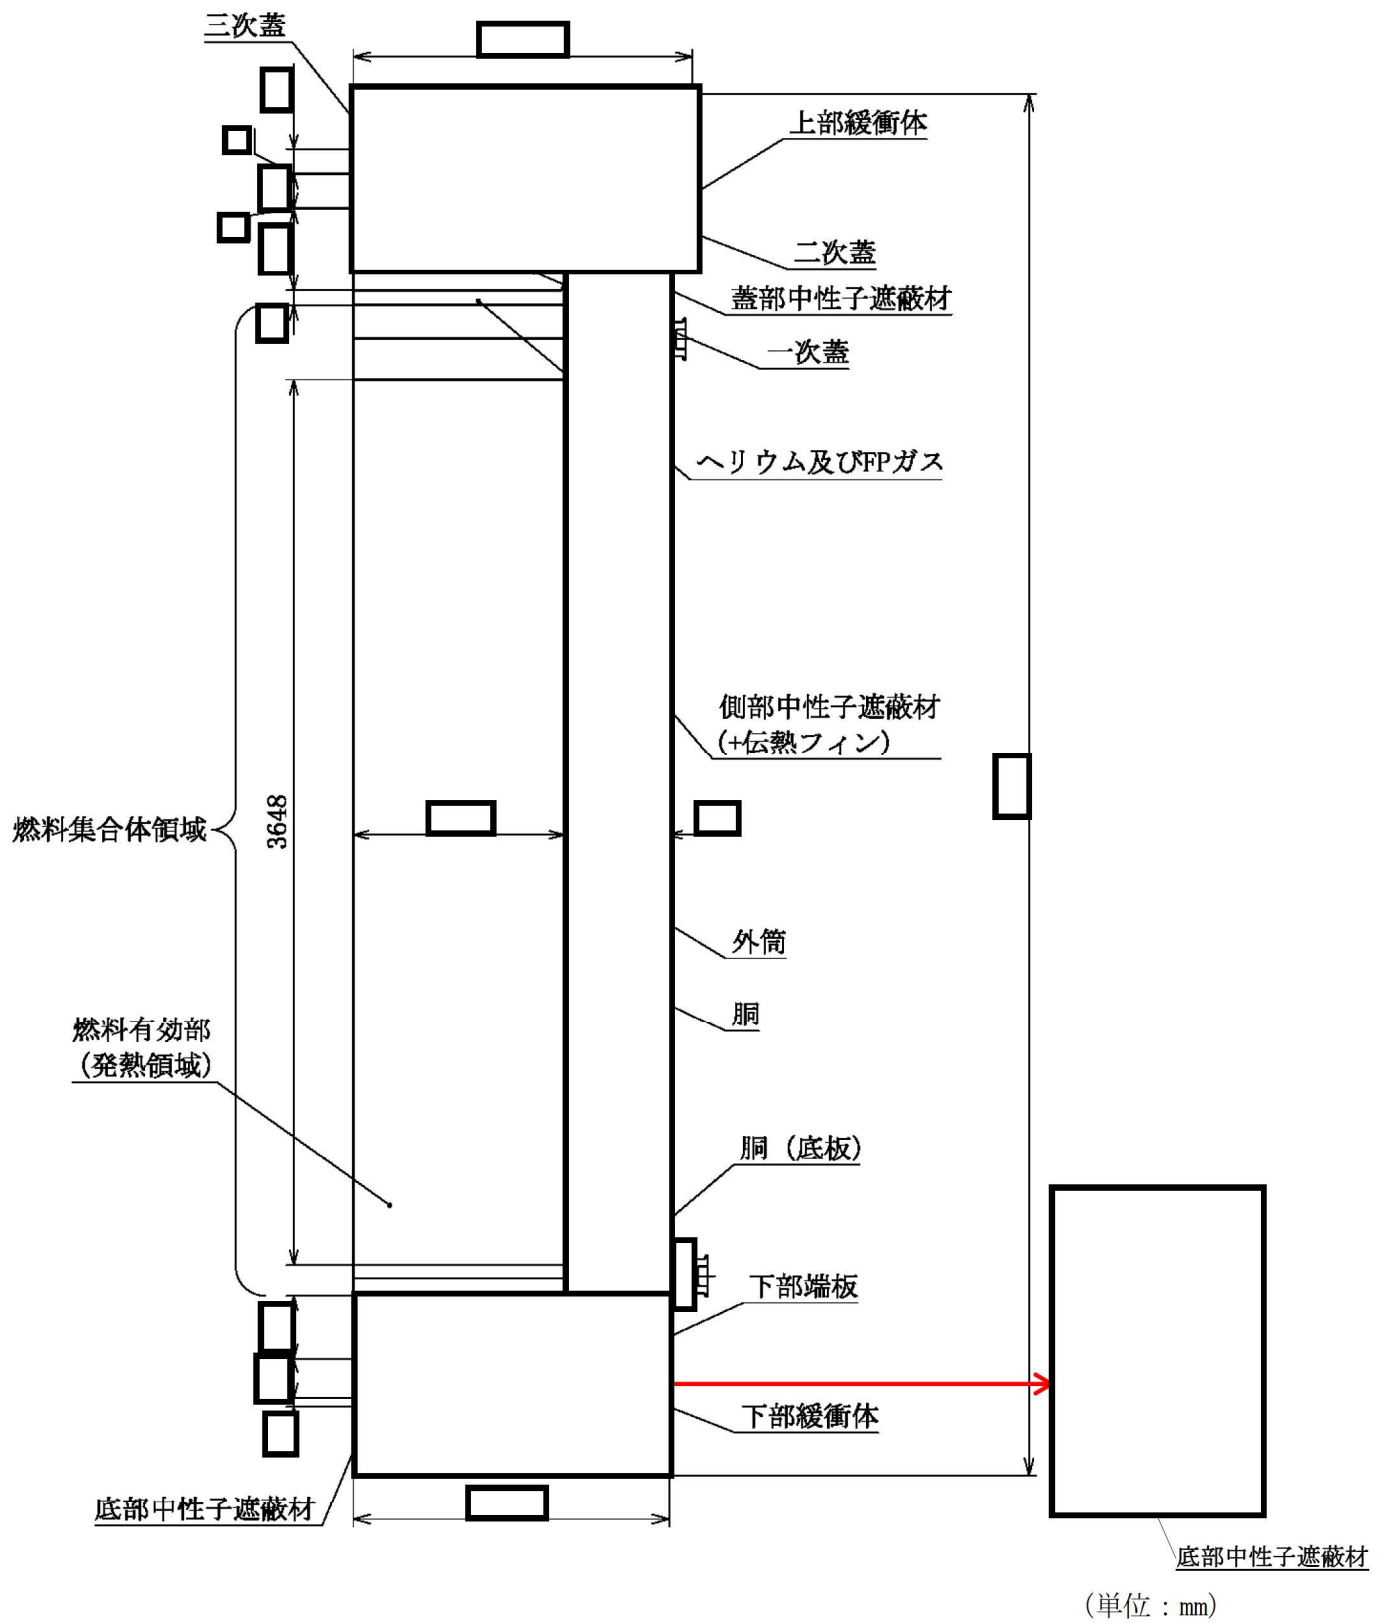 三次蓋
上部緩衝体
二次蓋
蓋部中性子遮蔽材
一次蓋
ヘリウム及びFPガス
側部中性子遮蔽材
(+伝熱フィン)
燃料集合体領域
3648
外筒
胴
燃料有効部
(発熱領域)
胴（底板）
下部端板
下部緩衝体
底部中性子遮蔽材
底部中性子遮蔽材
(単位：mm)